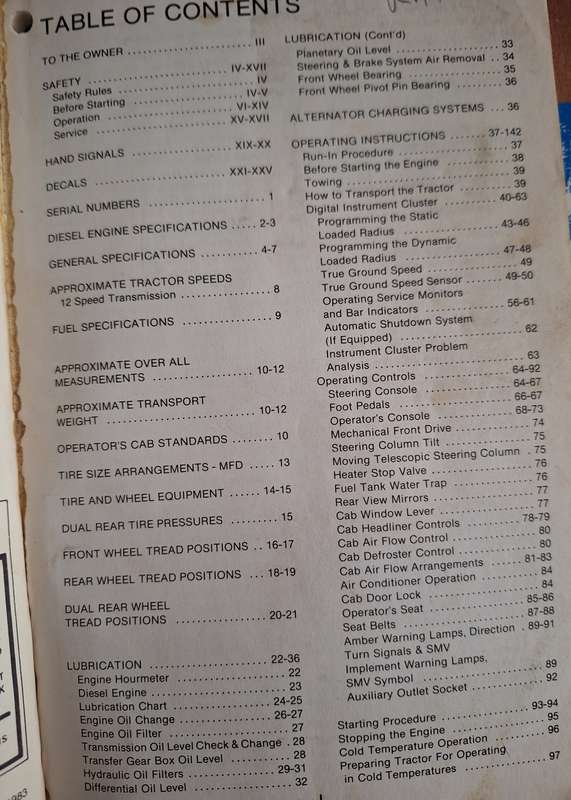 TABLE OF CONTENTS
TO THE OWNER .................... III
SAFETY .................... IV-XVII
Safety Rules .................... IV
Before Starting .................... IV-V
Operation .................... VI-XIV
Service .................... XV-XVII
HAND SIGNALS .................... XIX-XX
DECALS .................... XXI-XXV
SERIAL NUMBERS .................... 1
DIESEL ENGINE SPECIFICATIONS ..... 2-3
GENERAL SPECIFICATIONS .......... 4-7
APPROXIMATE TRACTOR SPEEDS
12 Speed Transmission .............. 8
FUEL SPECIFICATIONS .............. 9
APPROXIMATE OVER ALL
MEASUREMENTS ................ 10-12
APPROXIMATE TRANSPORT
WEIGHT ........................ 10-12
OPERATOR'S CAB STANDARDS ........ 10
TIRE SIZE ARRANGEMENTS - MFD ..... 13
TIRE AND WHEEL EQUIPMENT ...... 14-15
DUAL REAR TIRE PRESSURES ......... 15
FRONT WHEEL TREAD POSITIONS .. 16-17
REAR WHEEL TREAD POSITIONS ... 18-19
DUAL REAR WHEEL
TREAD POSITIONS .............. 20-21
LUBRICATION .................... 22-36
Engine Hourmeter .................. 22
Diesel Engine ...................... 23
Lubrication Chart ................ 24-25
Engine Oil Change ............... 26-27
Engine Oil Filter .................... 27
Transmission Oil Level Check & Change . 28
Transfer Gear Box Oil Level .......... 28
Hydraulic Oil Filters .............. 29-31
Differential Oil Level ................ 32
LUBRICATION (Cont'd)
Planetary Oil Level .................. 33
Steering & Brake System Air Removal .. 34
Front Wheel Bearing ................ 35
Front Wheel Pivot Pin Bearing ........ 36
ALTERNATOR CHARGING SYSTEMS ... 36
OPERATING INSTRUCTIONS ....... 37-142
Run-In Procedure .................. 37
Before Starting the Engine .......... 38
Towing ............................ 39
How to Transport the Tractor ........ 39
Digital Instrument Cluster ......... 40-63
Programming the Static
Loaded Radius ................. 43-46
Programming the Dynamic
Loaded Radius ................. 47-48
True Ground Speed ................ 49
True Ground Speed Sensor ....... 49-50
Operating Service Monitors
and Bar Indicators .............. 56-61
Automatic Shutdown System
(If Equipped) ...................... 62
Instrument Cluster Problem
Analysis .......................... 63
Operating Controls ................ 64-92
Steering Console ................ 64-67
Foot Pedals .................... 66-67
Operator's Console .............. 68-73
Mechanical Front Drive ............. 74
Steering Column Tilt ................ 75
Moving Telescopic Steering Column . 75
Heater Stop Valve .................. 76
Fuel Tank Water Trap .............. 76
Rear View Mirrors .................. 77
Cab Window Lever .................. 77
Cab Headliner Controls .......... 78-79
Cab Air Flow Control ................ 80
Cab Defroster Control .............. 80
Cab Air Flow Arrangements ....... 81-83
Air Conditioner Operation ........... 84
Cab Door Lock .................... 84
Operator's Seat ................. 85-86
Seat Belts ...................... 87-88
Amber Warning Lamps, Direction . 89-91
Turn Signals & SMV
Implement Warning Lamps,
SMV Symbol ...................... 89
Auxiliary Outlet Socket .............. 92
Starting Procedure ................ 93-94
Stopping the Engine ................ 95
Cold Temperature Operation .......... 96
Preparing Tractor For Operating
in Cold Temperatures ................ 97